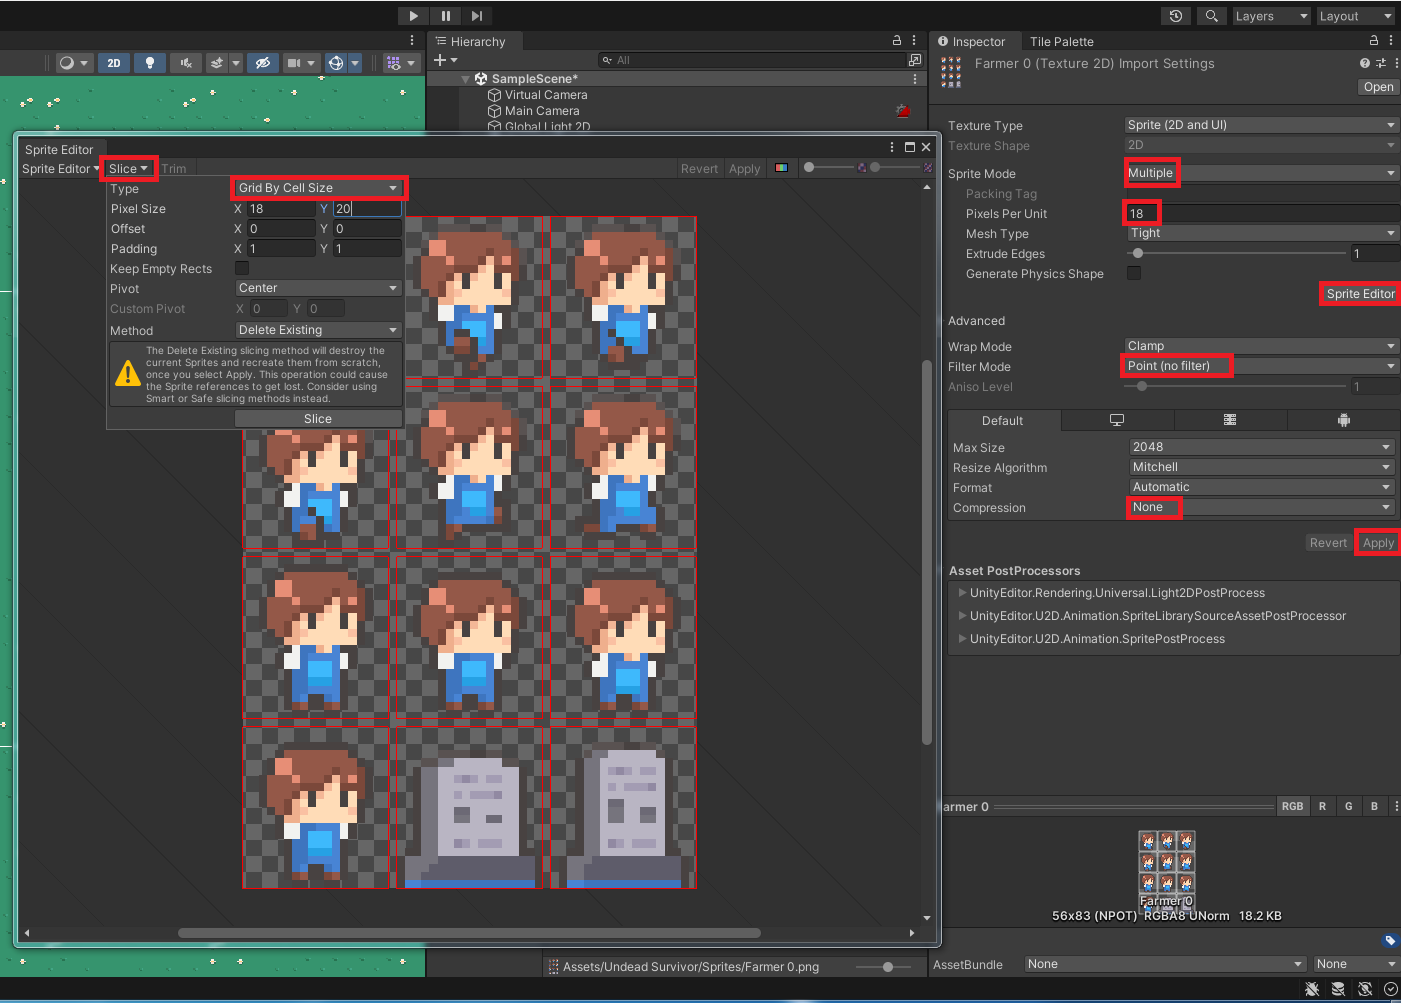 Layers
Layout
Hierarchy
Inspector
Tile Palette
2D
All
Farmer 0 (Texture 2D) Import Settings
Open
SampleScene*
Virtual Camera
Main Camera
Global Light 2D
Sprite Editor
Sprite Editor
Slice
Trim
Revert
Apply
Type
Grid By Cell Size
Pixel Size
X 18
Y 20
Offset
X 0
Y 0
Padding
X 1
Y 1
Keep Empty Rects
Pivot
Center
Custom Pivot
X 0
Y 0
Method
Delete Existing
The Delete Existing slicing method will destroy the
current Sprites and recreate them from scratch,
once you select Apply. This operation could cause
the Sprite references to get lost. Consider using
Smart or Safe slicing methods instead.
Slice
Texture Type
Sprite (2D and UI)
Texture Shape
2D
Sprite Mode
Multiple
Packing Tag
Pixels Per Unit
18
Mesh Type
Tight
Extrude Edges
1
Generate Physics Shape
Sprite Editor
Advanced
Wrap Mode
Clamp
Filter Mode
Point (no filter)
Aniso Level
1
Default
Max Size
2048
Resize Algorithm
Mitchell
Format
Automatic
Compression
None
Revert
Apply
Asset PostProcessors
UnityEditor.Rendering.Universal.Light2DPostProcess
UnityEditor.U2D.Animation.SpriteLibrarySourceAssetPostProcessor
UnityEditor.U2D.Animation.SpritePostProcess
armer 0
RGB
R
G
B
Farmer 0
56x83 (NPOT) RGBA8 UNorm 18.2 KB
Assets/Undead Survivor/Sprites/Farmer 0.png
AssetBundle
None
None